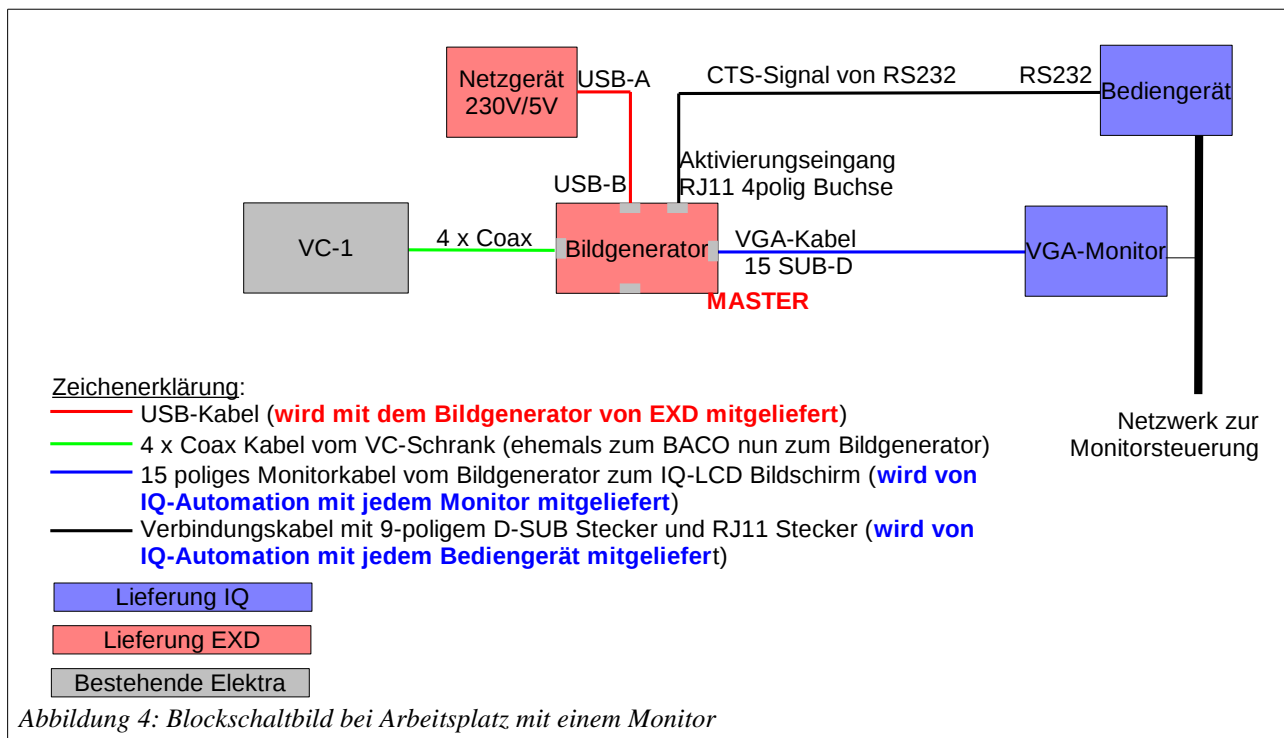 Netzgerät
230V/5V
USB-A
CTS-Signal von RS232
RS232
Bediengerät
USB-B
Aktivierungseingang
RJ11 4polig Buchse
VC-1
4 x Coax
Bildgenerator
VGA-Kabel
15 SUB-D
VGA-Monitor
MASTER
Netzwerk zur
Monitorsteuerung
Zeichenerklärung:
USB-Kabel (wird mit dem Bildgenerator von EXD mitgeliefert)
4 x Coax Kabel vom VC-Schrank (ehemals zum BACO nun zum Bildgenerator)
15 poliges Monitorkabel vom Bildgenerator zum IQ-LCD Bildschirm (wird von
IQ-Automation mit jedem Monitor mitgeliefert)
Verbindungskabel mit 9-poligem D-SUB Stecker und RJ11 Stecker (wird von
IQ-Automation mit jedem Bediengerät mitgeliefert)
Lieferung IQ
Lieferung EXD
Bestehende Elektra
Abbildung 4: Blockschaltbild bei Arbeitsplatz mit einem Monitor